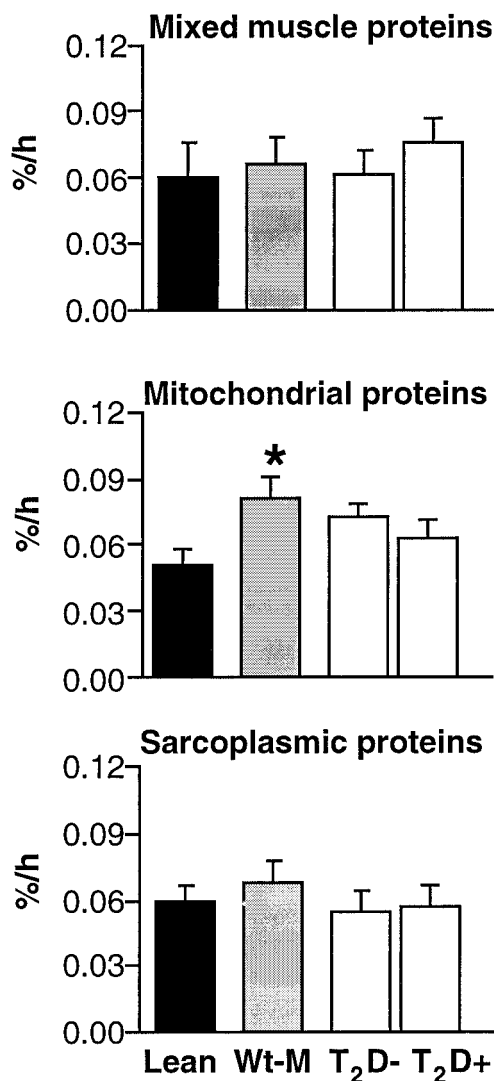 Mixed muscle proteins
0.12
0.09
0.06
0.03
0.00
%/h
Mitochondrial proteins
0.12
0.09
0.06
0.03
0.00
%/h
*
Sarcoplasmic proteins
0.12
0.09
0.06
0.03
0.00
%/h
Lean Wt-M T₂D- T₂D+